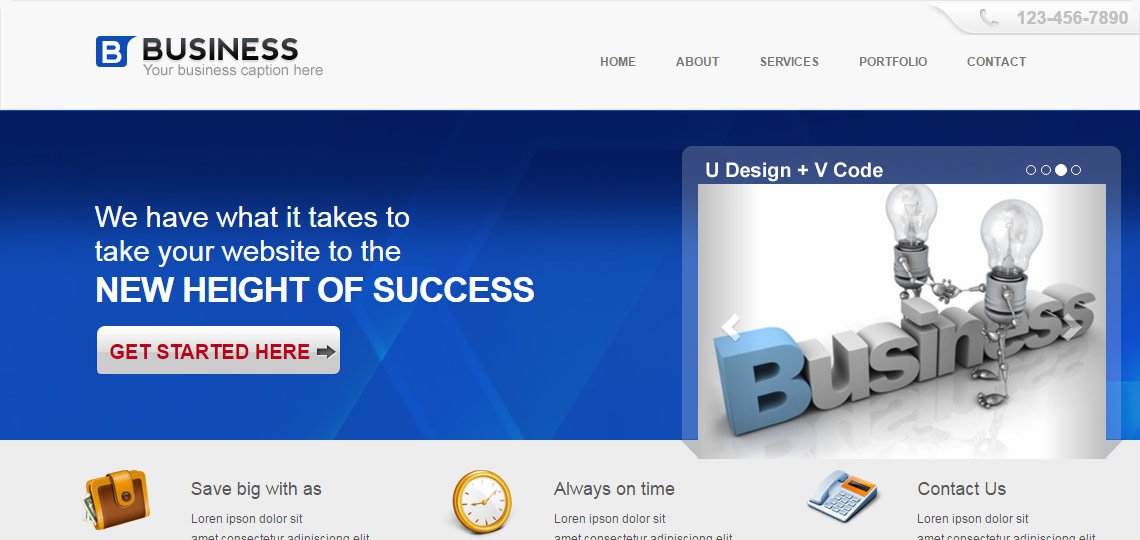 123-456-7890
B BUSINESS
Your business caption here
HOME ABOUT SERVICES PORTFOLIO CONTACT
We have what it takes to
take your website to the
NEW HEIGHT OF SUCCESS
GET STARTED HERE
U Design + V Code
Business
Save big with as
Loren ipson dolor sit
amet consectetur adipisciong elit
Always on time
Loren ipson dolor sit
amet consectetur adipisciong elit
Contact Us
Loren ipson dolor sit
amet consectetur adipisciong elit